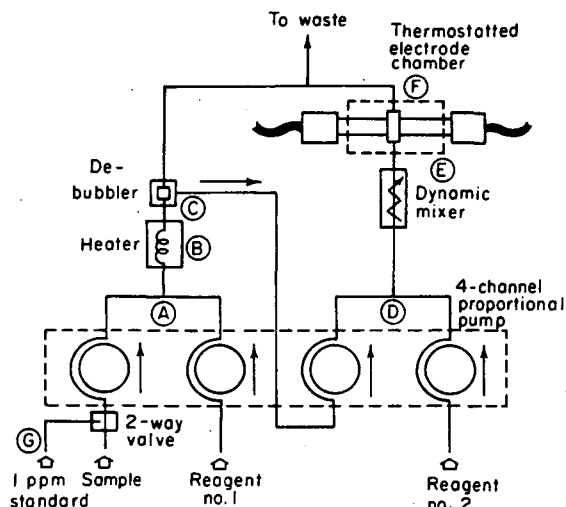 To waste
Thermostatted
electrode
chamber
F
E
De-
bubbler
C
Dynamic
mixer
Heater
B
A
D
4-channel
proportional
pump
G
2-way
valve
1 ppm
standard
Sample
Reagent
no. 1
Reagent
no. 2